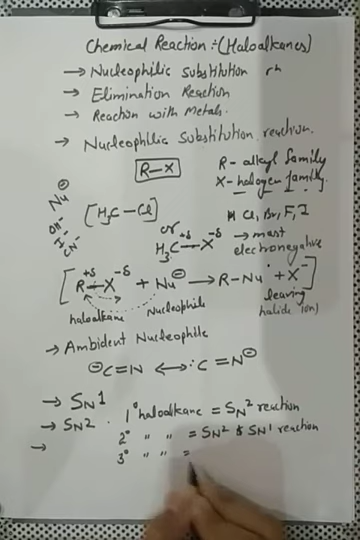 Chemical Reaction :- (Haloalkanes)
→ Nucleophilic Substitution rh
→ Elimination Reaction
→ Reaction with Metals.
→ Nucleophilic Substitution reaction.
R—X
R - alkyl family
X - halogen family.
Nu⊖
OH⁻
H⁻
CN⁻
[H₃C—Cl]
or
H₃C—X
+δ -δ
Cl, Br, F, I
→ most
electronegative
[R—X + Nu⊖ → R-Nu + X⁻]
+δ -δ
haloalkane
Nucleophile
leaving
halide ion)
→ Ambident Nucleophile
⊖C≡N ⟷ :C=N⊖
→ SN1
→ SN2 · 1° haloalkane = SN2 reaction
2° " " = SN2 & SN1 reaction
→ 3° " " =